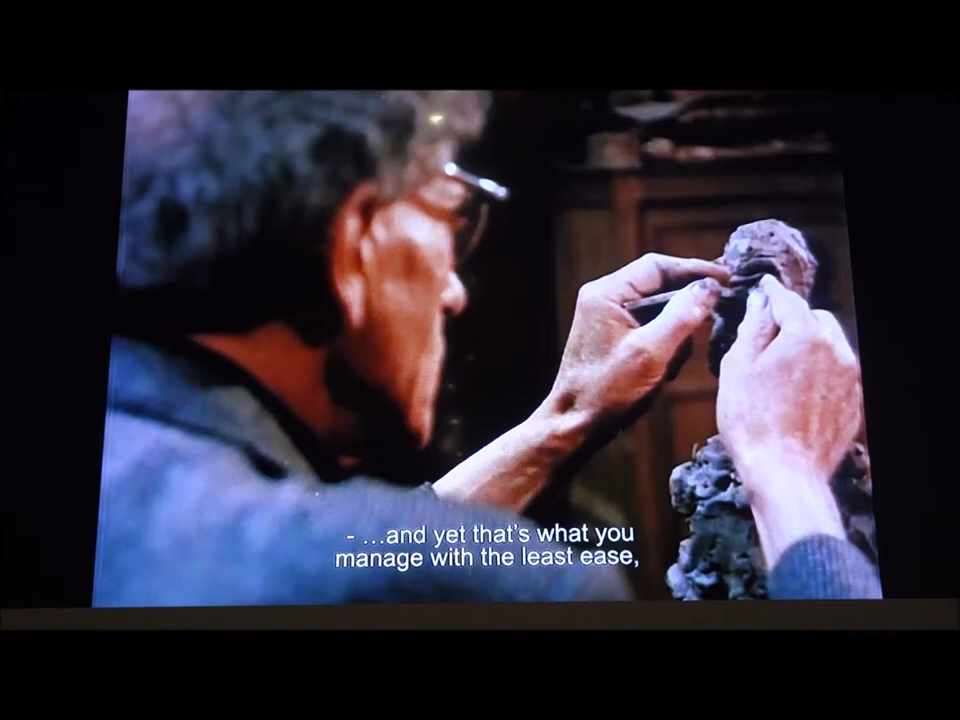 - ...and yet that's what you
manage with the least ease,